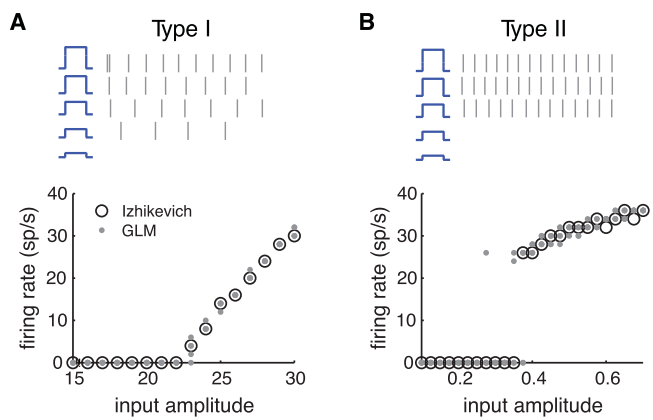 A
Type I
40
30
20
10
0
firing rate (sp/s)
Izhikevich
GLM
15
20
25
30
input amplitude
B
Type II
40
30
20
10
0
firing rate (sp/s)
0.2
0.4
0.6
input amplitude